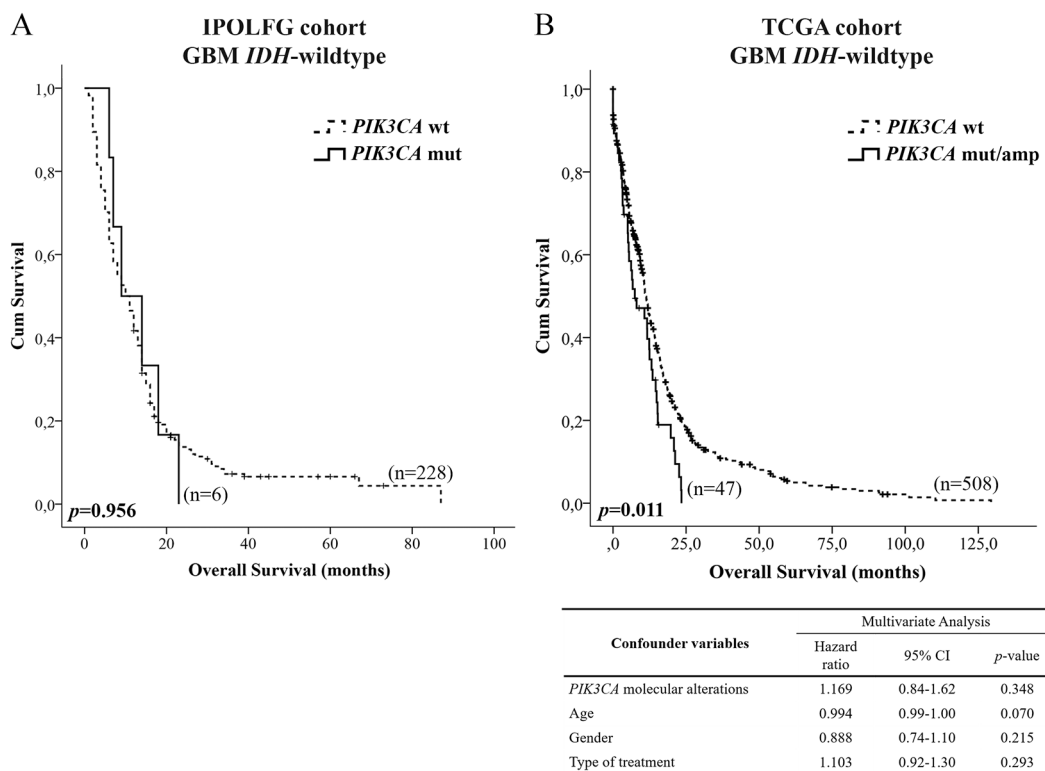 A
IPOLFG cohort
GBM IDH-wildtype
1,0
0,8
0,6
0,4
0,2
0,0
Cum Survival
PIK3CA wt
PIK3CA mut
(n=228)
(n=6)
p=0.956
0
20
40
60
80
100
Overall Survival (months)
B
TCGA cohort
GBM IDH-wildtype
1,0
0,8
0,6
0,4
0,2
0,0
Cum Survival
PIK3CA wt
PIK3CA mut/amp
(n=508)
(n=47)
p=0.011
,0
25,0
50,0
75,0
100,0
125,0
Overall Survival (months)
Confounder variables
Multivariate Analysis
Hazard ratio
95% CI
p-value
PIK3CA molecular alterations 1.169 0.84-1.62 0.348
Age 0.994 0.99-1.00 0.070
Gender 0.888 0.74-1.10 0.215
Type of treatment 1.103 0.92-1.30 0.293